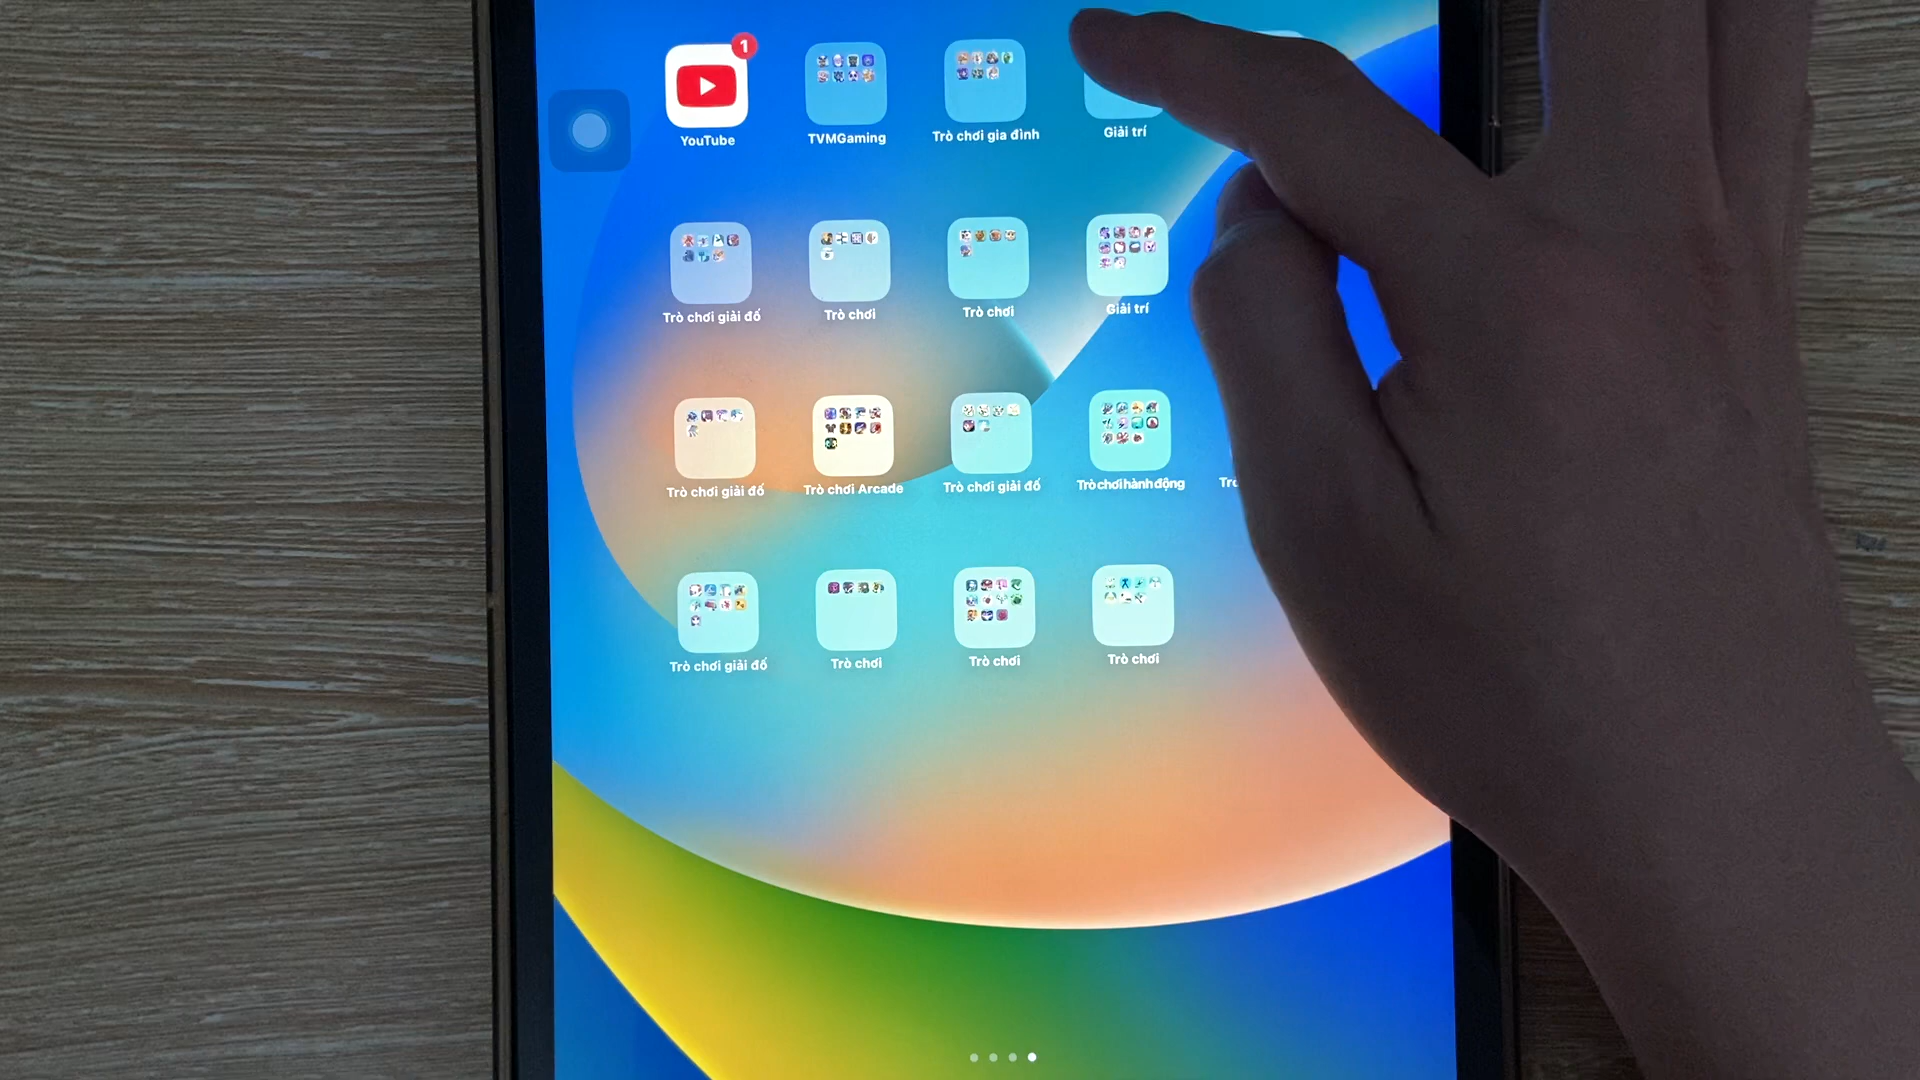 1
YouTube
TVMGaming
Trò chơi gia đình
Giải trí
Trò chơi giải đố
Trò chơi
Trò chơi
Giải trí
Trò chơi giải đố
Trò chơi Arcade
Trò chơi giải đố
Trò chơi hành động
Trò chơi giải đố
Trò chơi
Trò chơi
Trò chơi